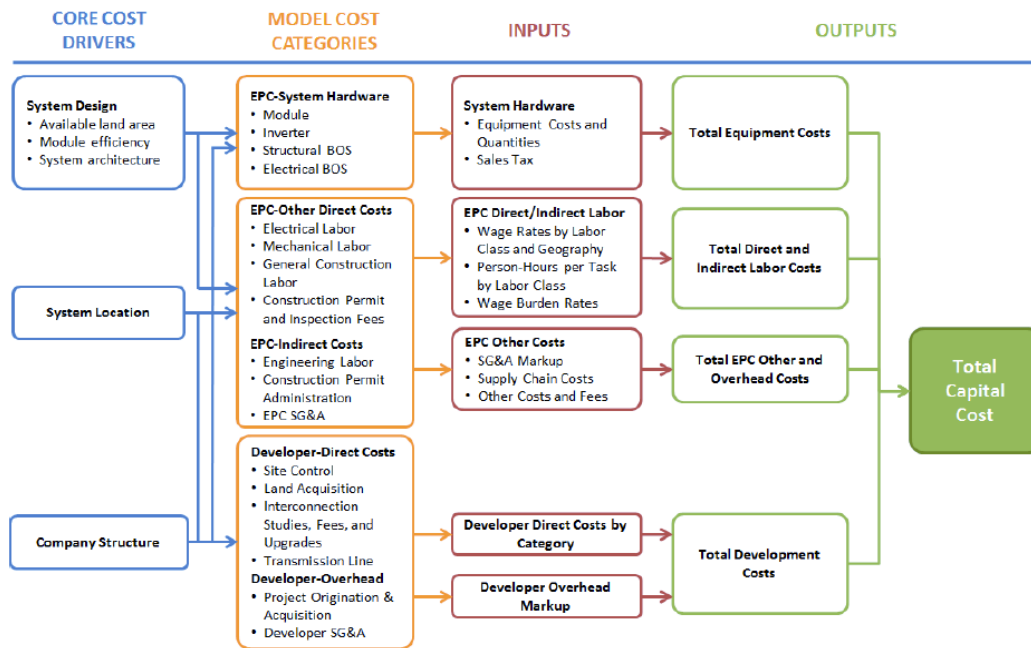 CORE COST
DRIVERS
MODEL COST
CATEGORIES
INPUTS
OUTPUTS
System Design
• Available land area
• Module efficiency
• System architecture
System Location
Company Structure
EPC-System Hardware
• Module
• Inverter
• Structural BOS
• Electrical BOS
EPC-Other Direct Costs
• Electrical Labor
• Mechanical Labor
• General Construction
Labor
• Construction Permit
and Inspection Fees
EPC-Indirect Costs
• Engineering Labor
• Construction Permit
Administration
• EPC SG&A
Developer-Direct Costs
• Site Control
• Land Acquisition
• Interconnection
Studies, Fees, and
Upgrades
• Transmission Line
Developer-Overhead
• Project Origination &
Acquisition
• Developer SG&A
System Hardware
• Equipment Costs and
Quantities
• Sales Tax
EPC Direct/Indirect Labor
• Wage Rates by Labor
Class and Geography
• Person-Hours per Task
by Labor Class
• Wage Burden Rates
EPC Other Costs
• SG&A Markup
• Supply Chain Costs
• Other Costs and Fees
Developer Direct Costs by
Category
Developer Overhead
Markup
Total Equipment Costs
Total Direct and
Indirect Labor Costs
Total EPC Other and
Overhead Costs
Total Development
Costs
Total
Capital
Cost